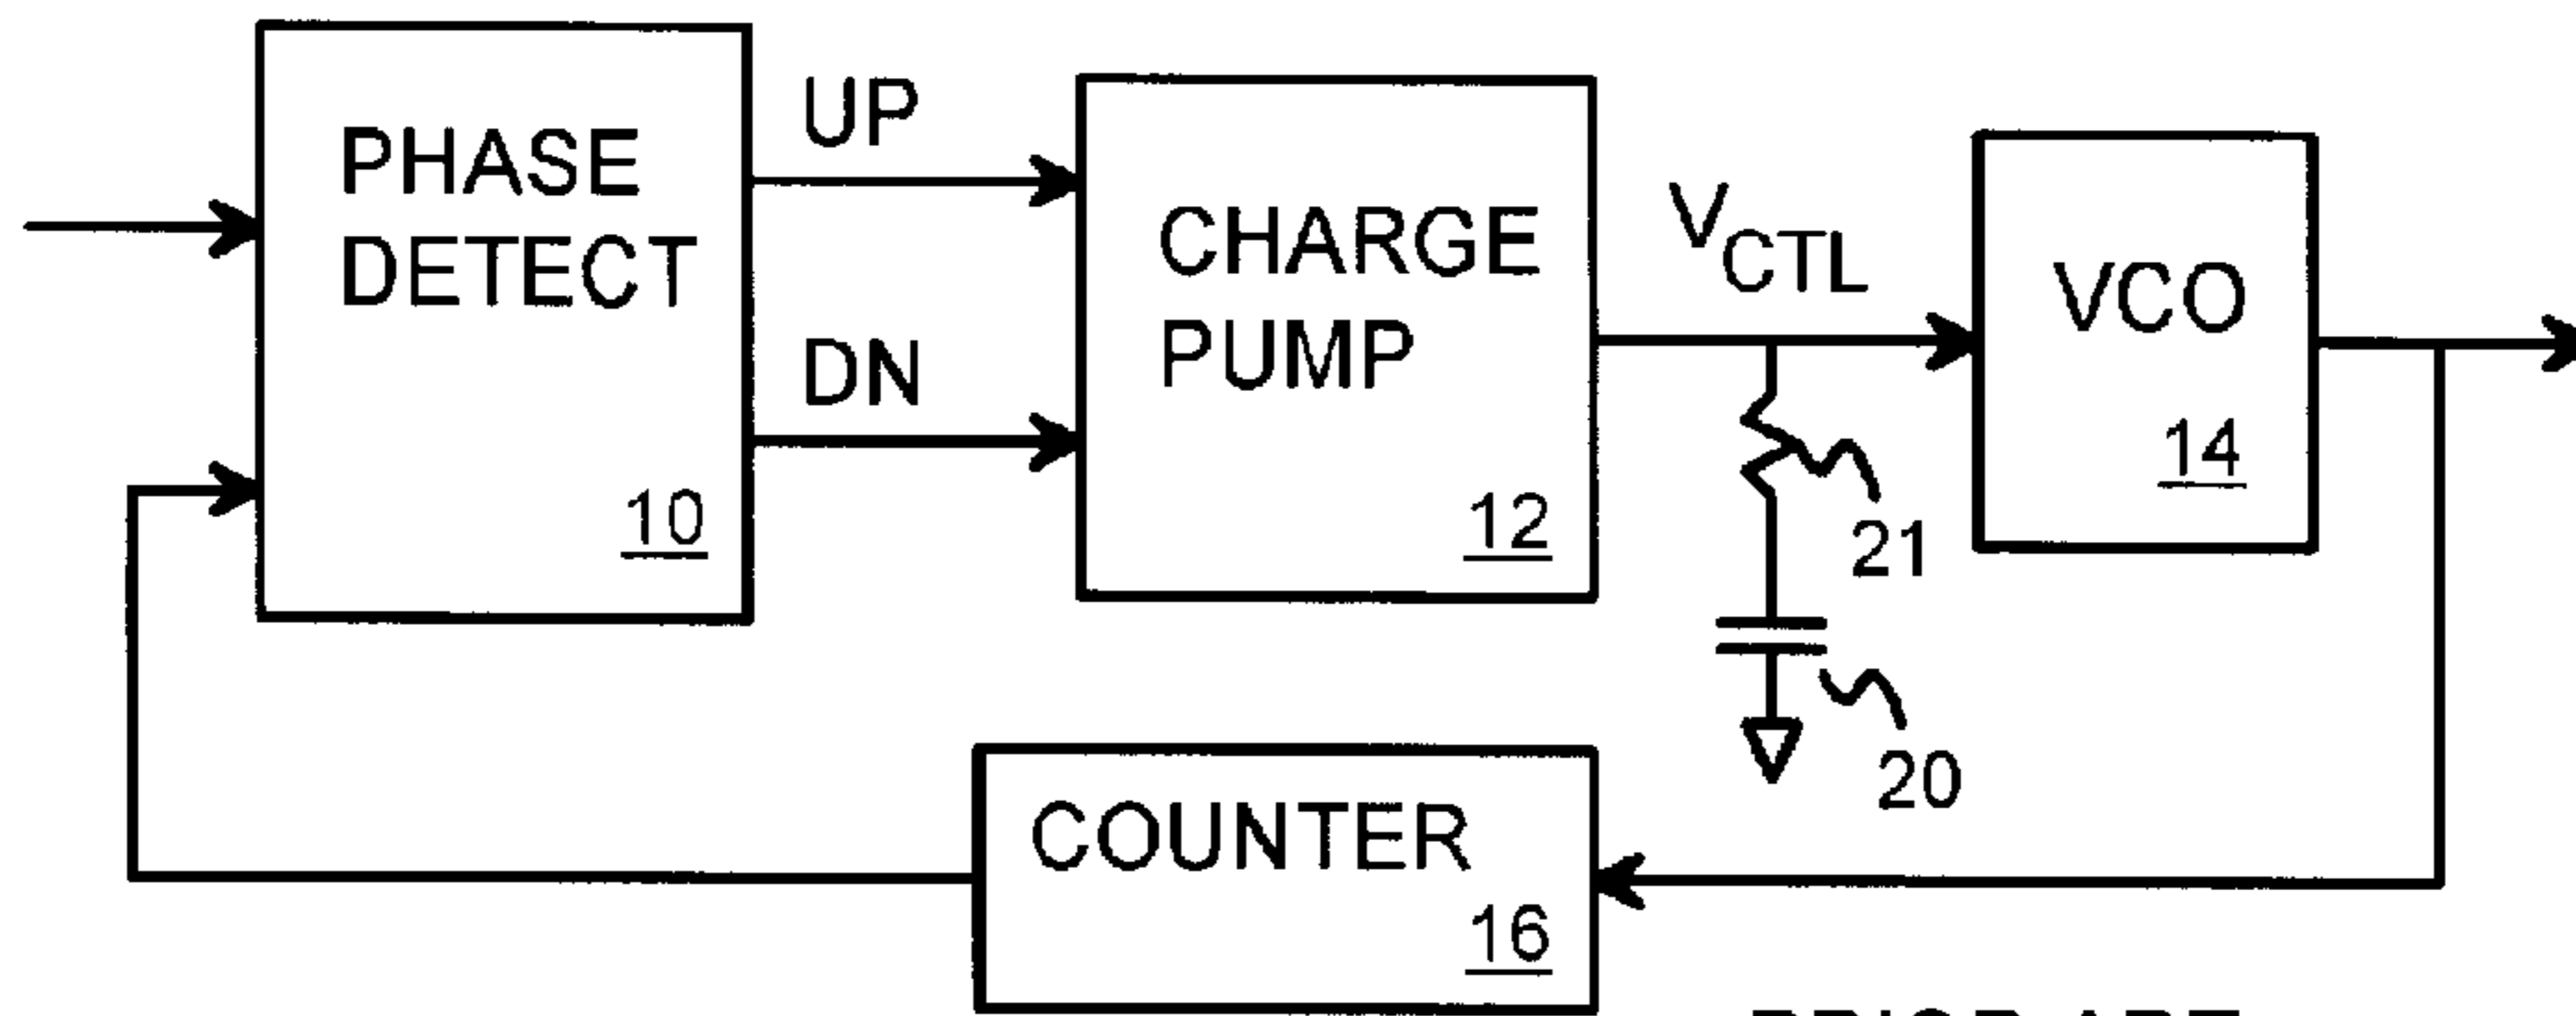 PHASE
DETECT
10
UP
DN
CHARGE
PUMP
12
VCTL
VCO
14
21
20
COUNTER
16